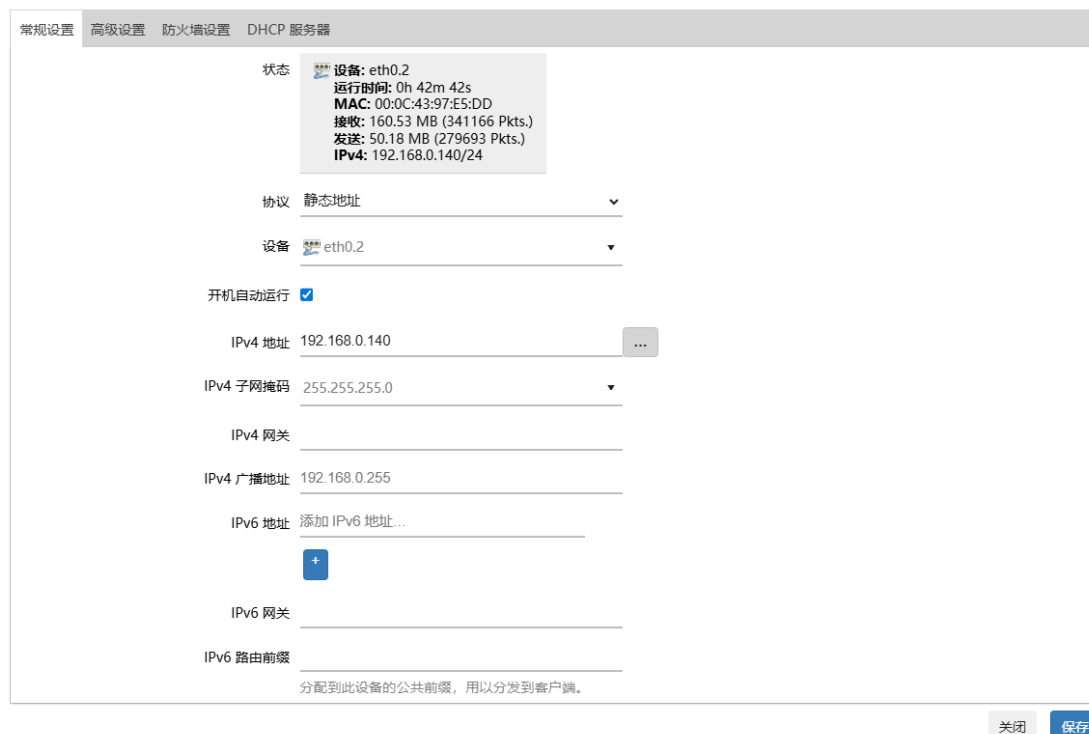 常规设置 高级设置 防火墙设置 DHCP 服务器
状态
设备: eth0.2
运行时间: 0h 42m 42s
MAC: 00:0C:43:97:E5:DD
接收: 160.53 MB (341166 Pkts.)
发送: 50.18 MB (279693 Pkts.)
IPv4: 192.168.0.140/24
协议 静态地址
设备 eth0.2
开机自动运行
IPv4 地址 192.168.0.140 ...
IPv4 子网掩码 255.255.255.0
IPv4 网关
IPv4 广播地址 192.168.0.255
IPv6 地址 添加 IPv6 地址...
+
IPv6 网关
IPv6 路由前缀
分配到此设备的公共前缀，用以分发到客户端。
关闭 保存